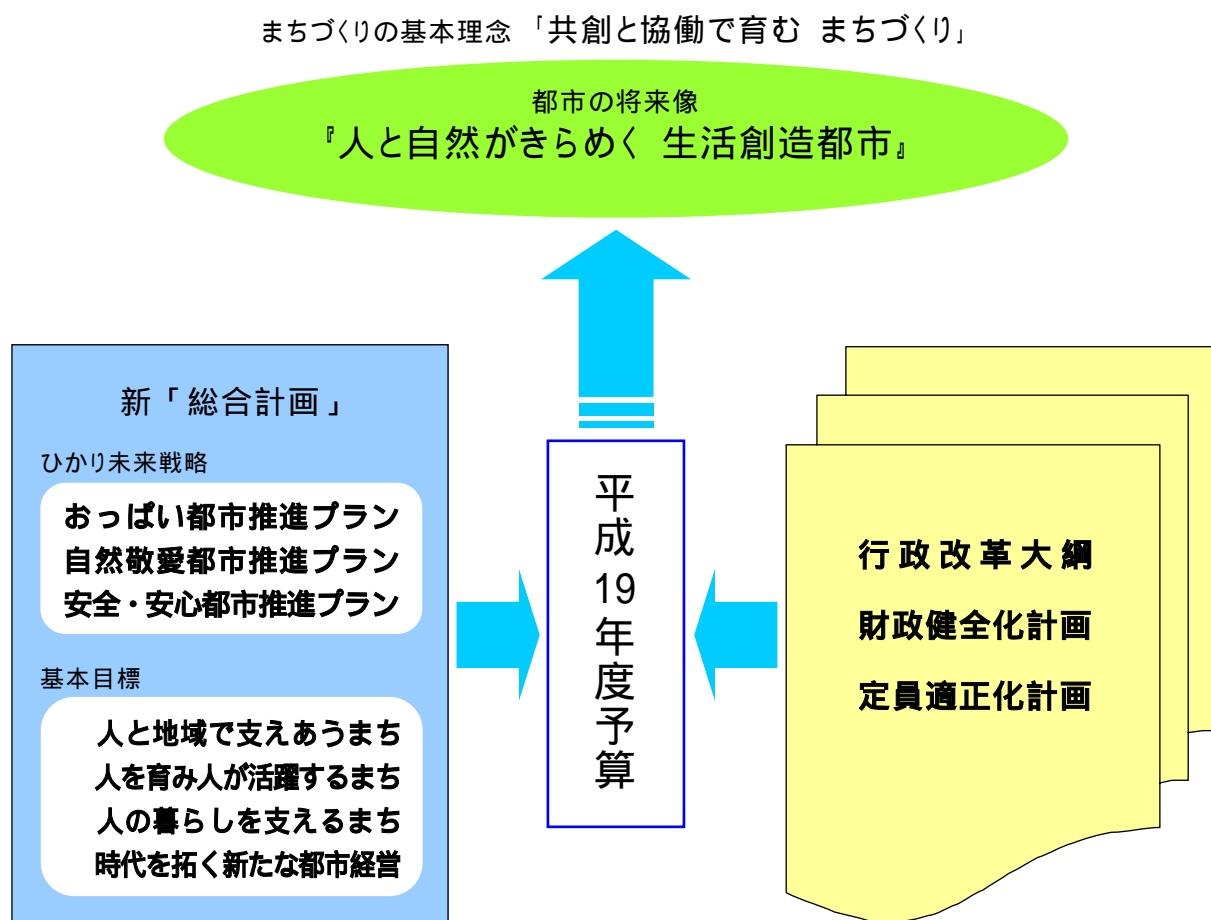 まちづくりの基本理念 「共創と協働で育む まちづくり」
都市の将来像
『人と自然がきらめく 生活創造都市』
新「総合計画」
ひかり未来戦略
おっぱい都市推進プラン
自然敬愛都市推進プラン
安全・安心都市推進プラン
基本目標
人と地域で支えあうまち
人を育み人が活躍するまち
人の暮らしを支えるまち
時代を拓く新たな都市経営
平成19年度予算
行政改革大綱
財政健全化計画
定員適正化計画